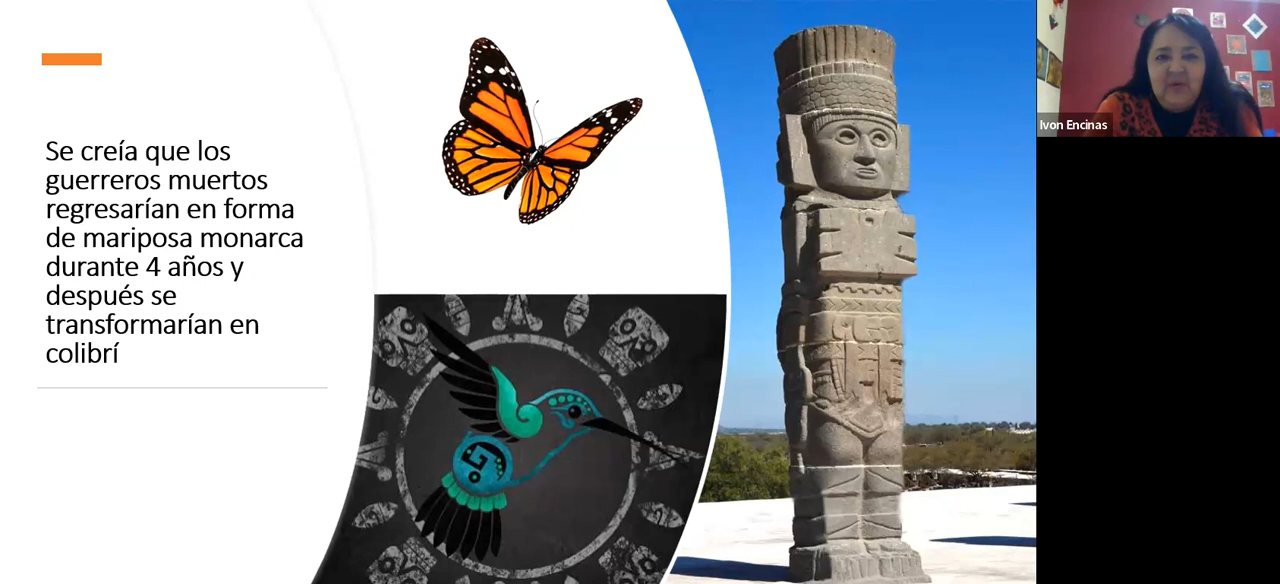 Se creía que los
guerreros muertos
regresarían en forma
de mariposa monarca
durante 4 años y
después se
transformarían en
colibrí
Ivon Encinas